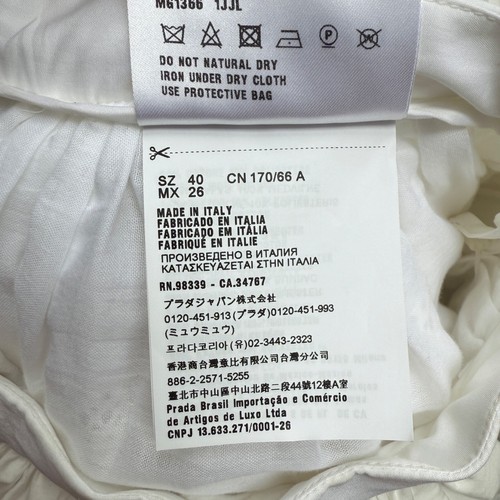 MG1366 1JJL
DO NOT NATURAL DRY
IRON UNDER DRY CLOTH
USE PROTECTIVE BAG
SZ 40 CN 170/66 A
MX 26
MADE IN ITALY
FABRICADO EN ITALIA
FABRICADO EM ITÁLIA
FABRIQUÉ EN ITALIE
ПРОИЗВЕДЕНО В ИТАЛИЯ
ΚΑΤΑΣΚΕΥΑΖΕΤΑΙ ΣΤΗΝ ΙΤΑΛΙΑ
RN.98339 - CA.34767
プラダジャパン株式会社
0120-451-913 (プラダ) 0120-451-993
(ミュウミュウ)
프라다코리아 (유) 02-3443-2323
香港商台灣普比有限公司台灣分公司
886-2-2571-5255
臺北市中山區中山北路二段44號12樓A室
Prada Brasil Importação e Comércio
de Artigos de Luxo Ltda
CNPJ 13.633.271/0001-26